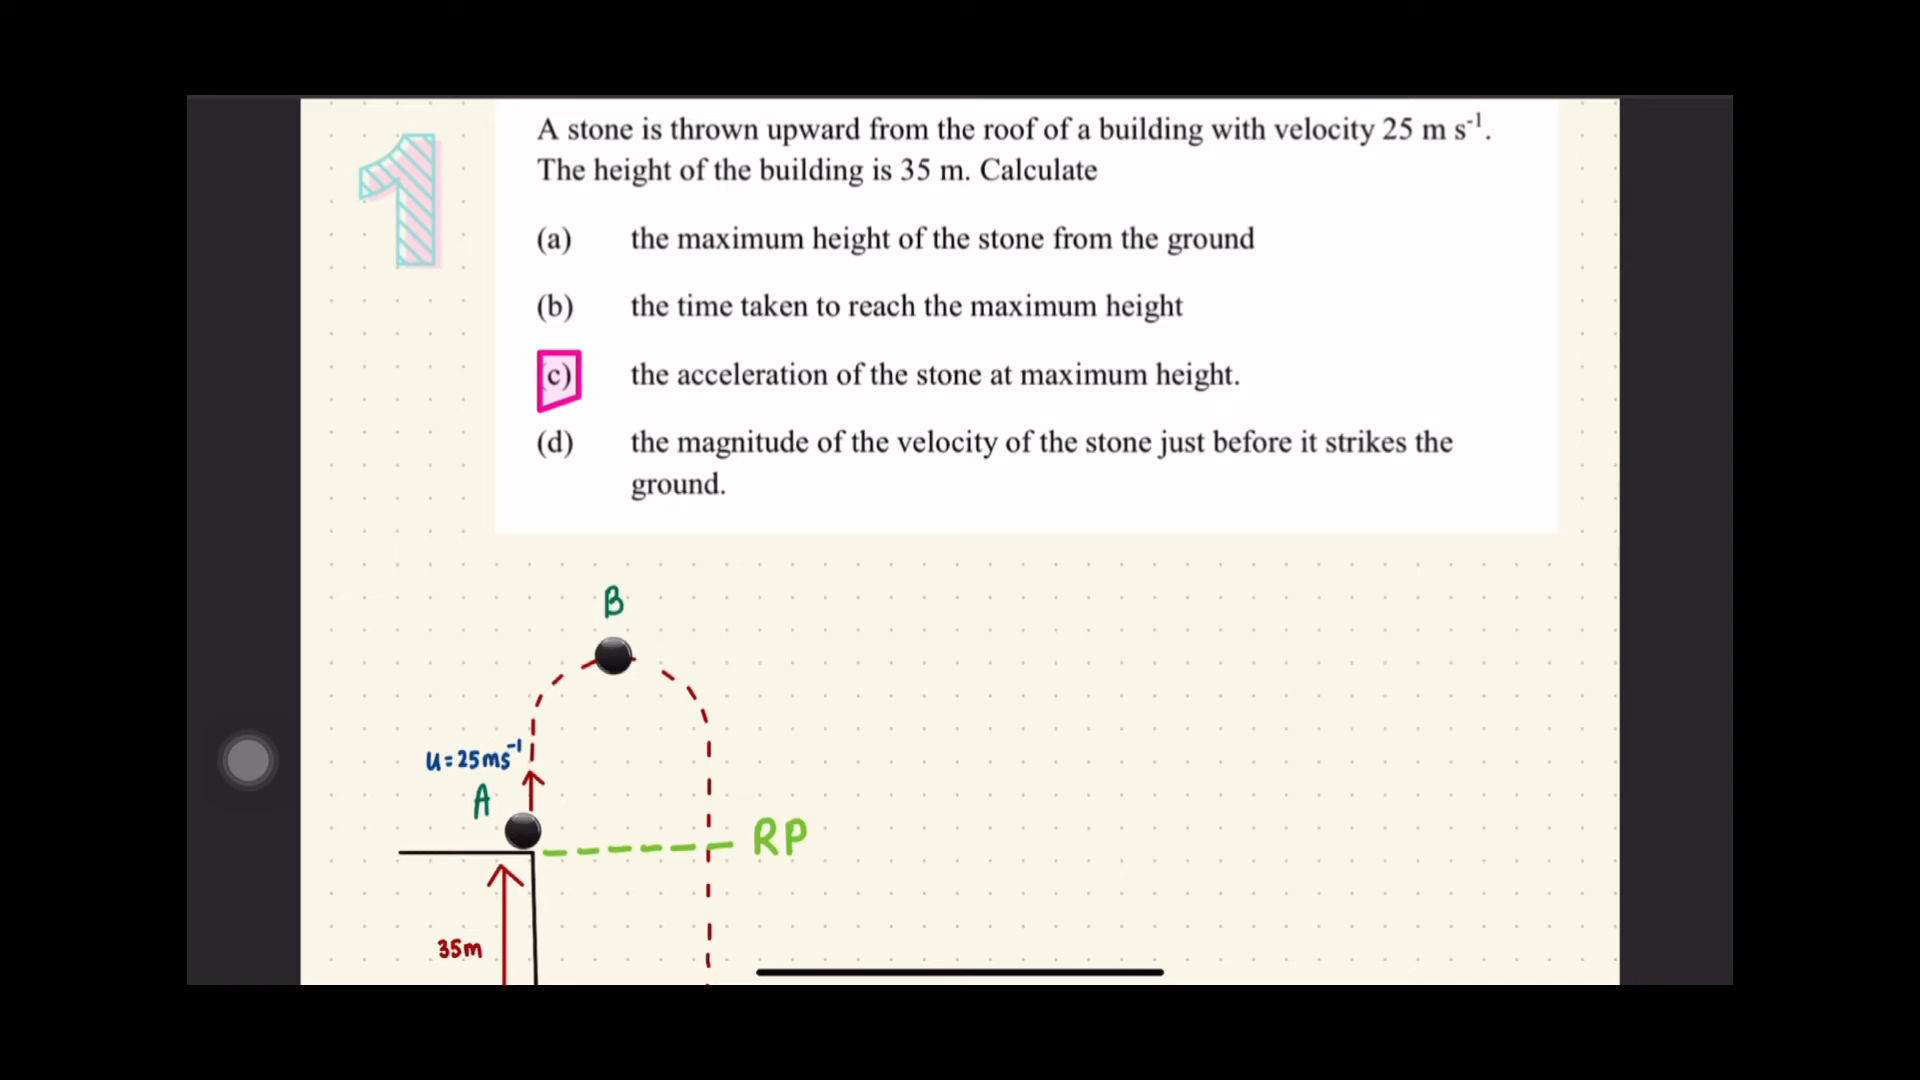 1
A stone is thrown upward from the roof of a building with velocity 25 m s⁻¹.
The height of the building is 35 m. Calculate
(a) the maximum height of the stone from the ground
(b) the time taken to reach the maximum height
(c) the acceleration of the stone at maximum height.
(d) the magnitude of the velocity of the stone just before it strikes the
ground.
B
u = 25ms⁻¹
A
RP
35m